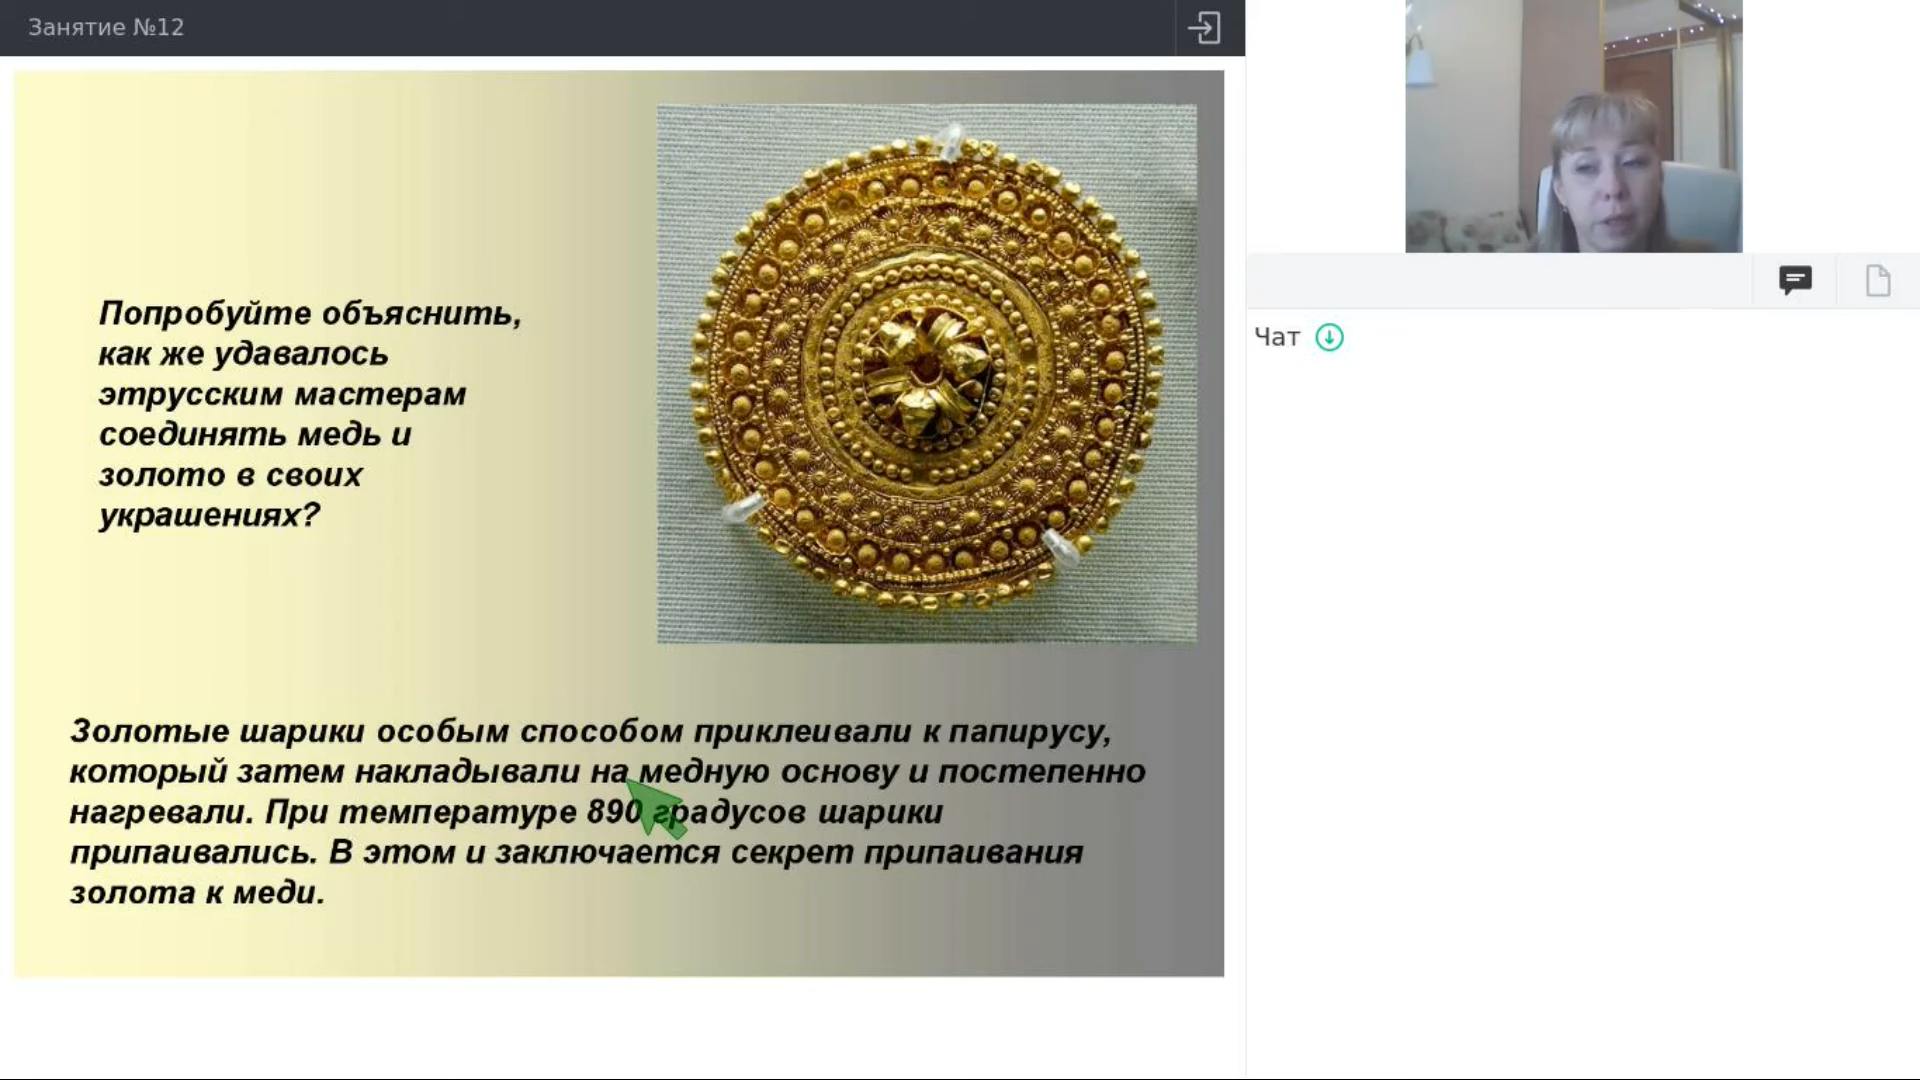 Занятие №12
Попробуйте объяснить,
как же удавалось
этрусским мастерам
соединять медь и
золото в своих
украшениях?
Золотые шарики особым способом приклеивали к папирусу,
который затем накладывали на медную основу и постепенно
нагревали. При температуре 890 градусов шарики
припаивались. В этом и заключается секрет припаивания
золота к меди.
Чат